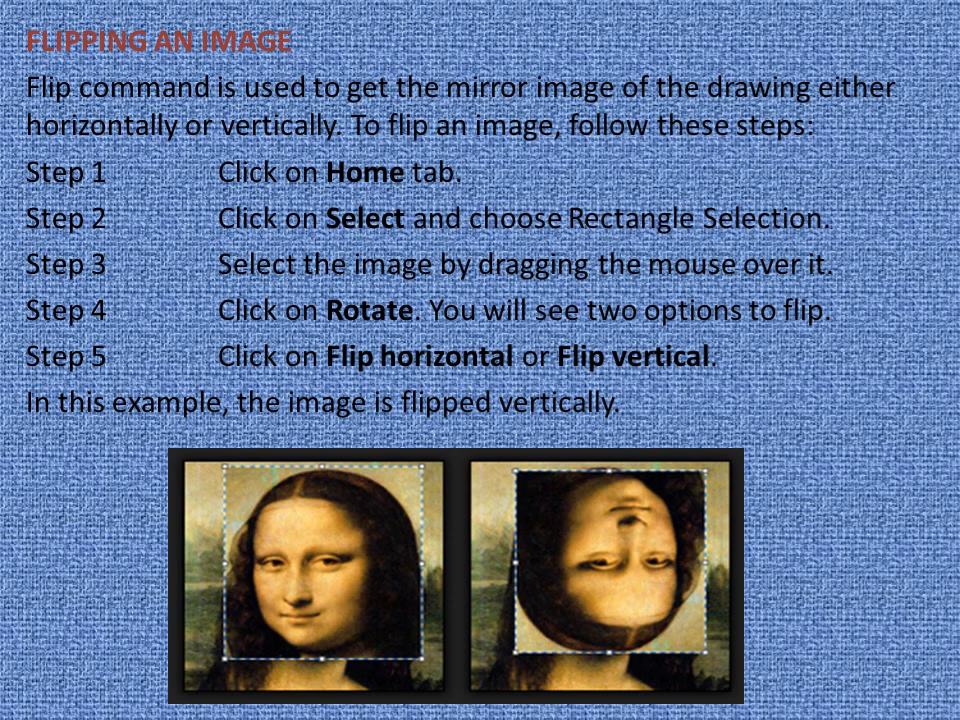 FLIPPING AN IMAGE
Flip command is used to get the mirror image of the drawing either
horizontally or vertically. To flip an image, follow these steps:
Step 1 Click on Home tab.
Step 2 Click on Select and choose Rectangle Selection.
Step 3 Select the image by dragging the mouse over it.
Step 4 Click on Rotate. You will see two options to flip.
Step 5 Click on Flip horizontal or Flip vertical.
In this example, the image is flipped vertically.